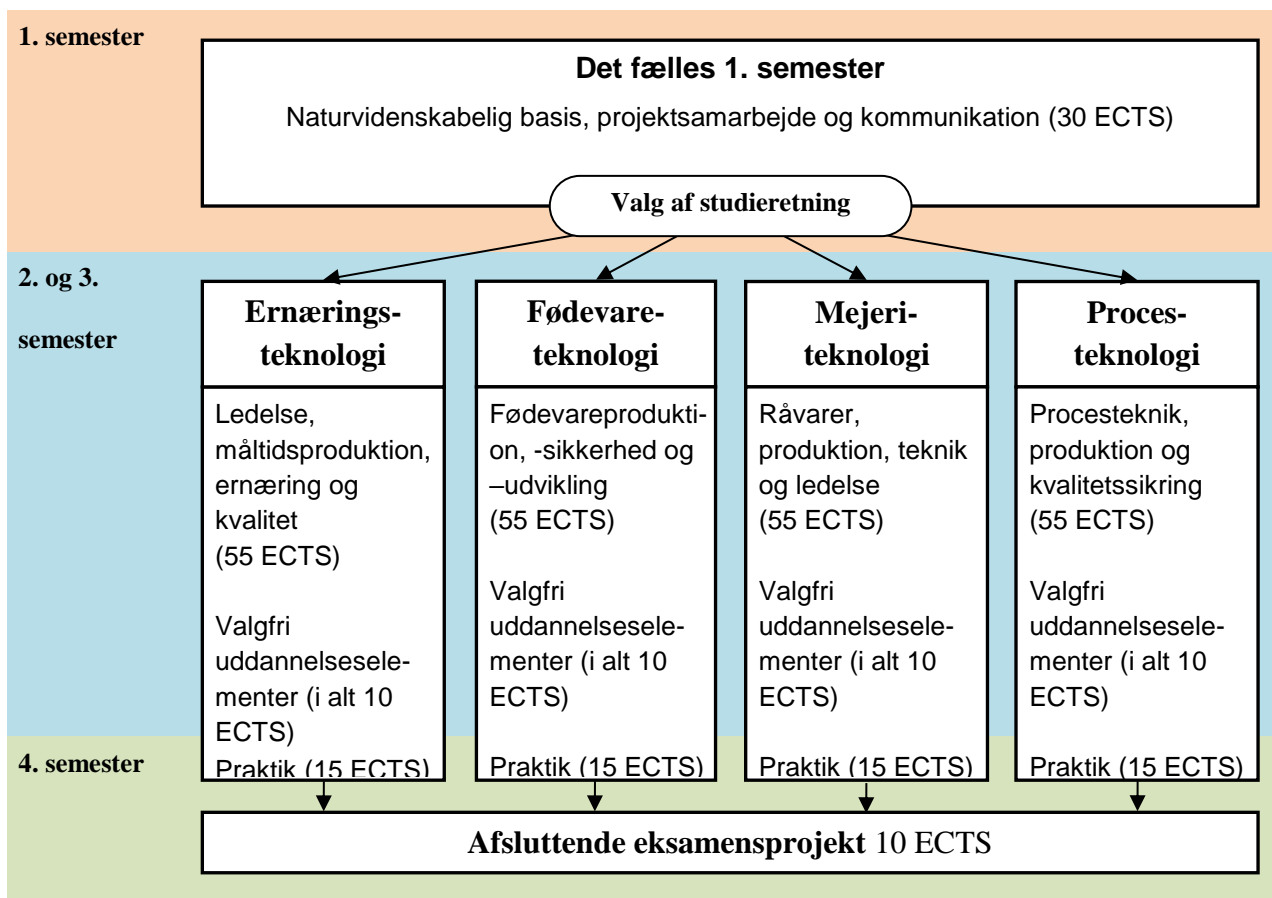 1. semester
Det fælles 1. semester
Naturvidenskabelig basis, projektsamarbejde og kommunikation (30 ECTS)
Valg af studieretning
2. og 3.
semester
Ernærings-
teknologi
Ledelse,
måltidsproduktion,
ernæring og
kvalitet
(55 ECTS)
Valgfri
uddannelsesele-
menter (i alt 10
ECTS)
Praktik (15 ECTS)
Fødevare-
teknologi
Fødevareprodukti-
on, -sikkerhed og
–udvikling
(55 ECTS)
Valgfri
uddannelsesele-
menter (i alt 10
ECTS)
Praktik (15 ECTS)
Mejeri-
teknologi
Råvarer,
produktion, teknik
og ledelse
(55 ECTS)
Valgfri
uddannelsesele-
menter (i alt 10
ECTS)
Praktik (15 ECTS)
Proces-
teknologi
Procesteknik,
produktion og
kvalitetssikring
(55 ECTS)
Valgfri
uddannelsesele-
menter (i alt 10
ECTS)
Praktik (15 ECTS)
4. semester
Afsluttende eksamensprojekt 10 ECTS